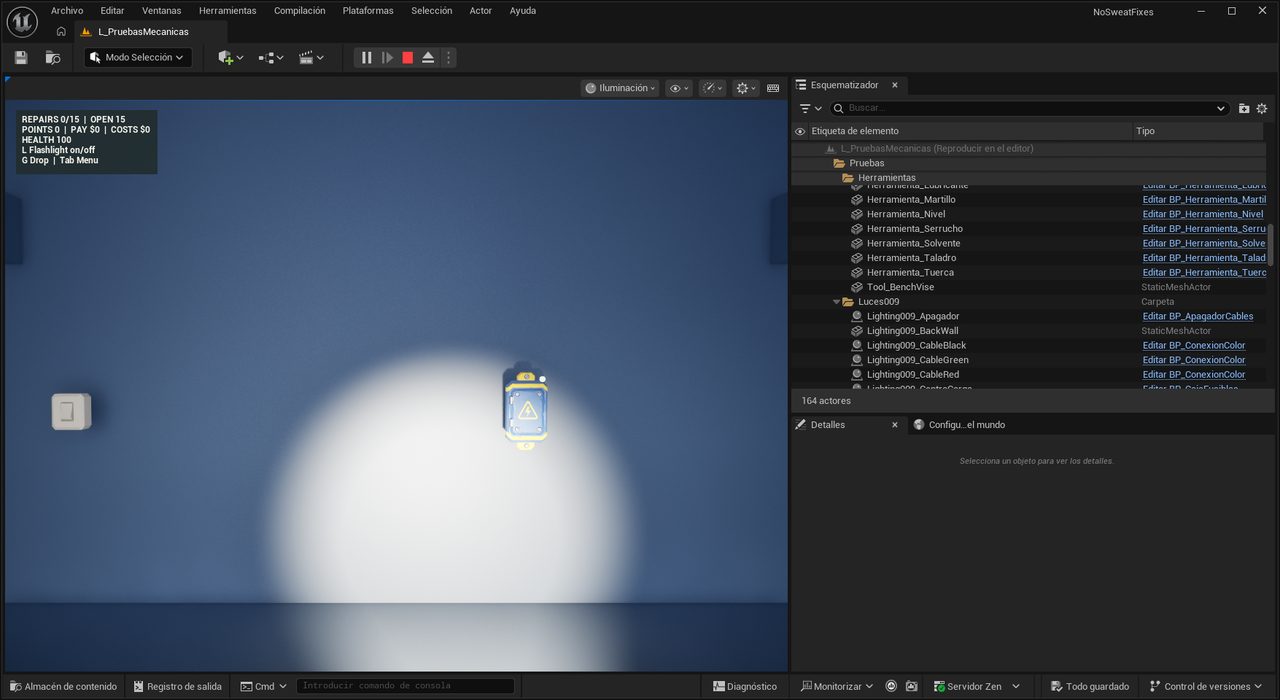 Archivo Editar Ventanas Herramientas Compilación Plataformas Selección Actor Ayuda
NoSweatFixes
L_PruebasMecanicas
Modo Selección
Iluminación
REPAIRS 0/15 | OPEN 15
POINTS 0 | PAY $0 | COSTS $0
HEALTH 100
L Flashlight on/off
G Drop | Tab Menu
Esquematizador
Buscar...
Etiqueta de elemento Tipo
L_PruebasMecanicas (Reproducir en el editor)
Pruebas
Herramientas
Herramienta_Lubricante Editar BP_Herramienta_Lubric
Herramienta_Martillo Editar BP_Herramienta_Martil
Herramienta_Nivel Editar BP_Herramienta_Nivel
Herramienta_Serrucho Editar BP_Herramienta_Serru
Herramienta_Solvente Editar BP_Herramienta_Solve
Herramienta_Taladro Editar BP_Herramienta_Talad
Herramienta_Tuerca Editar BP_Herramienta_Tuerc
Tool_BenchVise StaticMeshActor
Luces009 Carpeta
Lighting009_Apagador Editar BP_ApagadorCables
Lighting009_BackWall StaticMeshActor
Lighting009_CableBlack Editar BP_ConexionColor
Lighting009_CableGreen Editar BP_ConexionColor
Lighting009_CableRed Editar BP_ConexionColor
164 actores
Detalles
Configu...el mundo
Selecciona un objeto para ver los detalles.
Almacén de contenido Registro de salida Cmd Introducir comando de consola Diagnóstico Monitorizar Servidor Zen Todo guardado Control de versiones